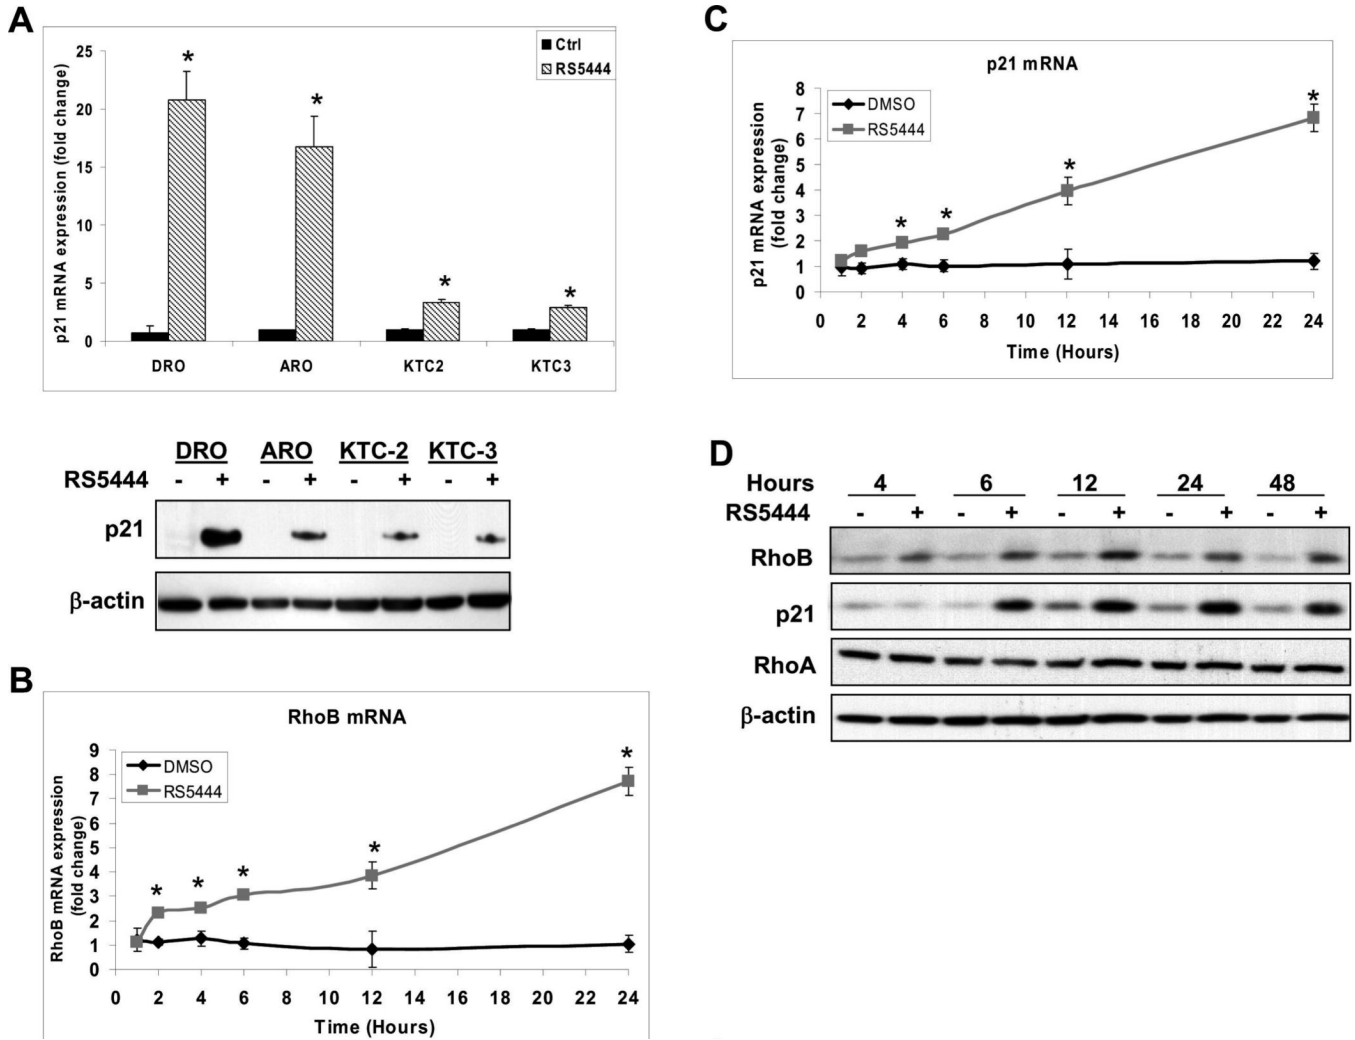 A
p21 mRNA expression (fold change)
25
20
15
10
5
0
Ctrl
RS5444
* * * *
DRO ARO KTC2 KTC3
DRO ARO KTC-2 KTC-3
RS5444 - + - + - + - +
p21
β-actin
B
RhoB mRNA
RhoB mRNA expression
(fold change)
9
8
7
6
5
4
3
2
1
0
DMSO
RS5444
* * * * *
0 2 4 6 8 10 12 14 16 18 20 22 24
Time (Hours)
C
p21 mRNA
p21 mRNA expression
(fold change)
8
7
6
5
4
3
2
1
0
DMSO
RS5444
* * * *
0 2 4 6 8 10 12 14 16 18 20 22 24
Time (Hours)
D
Hours 4 6 12 24 48
RS5444 - + - + - + - + - +
RhoB
p21
RhoA
β-actin